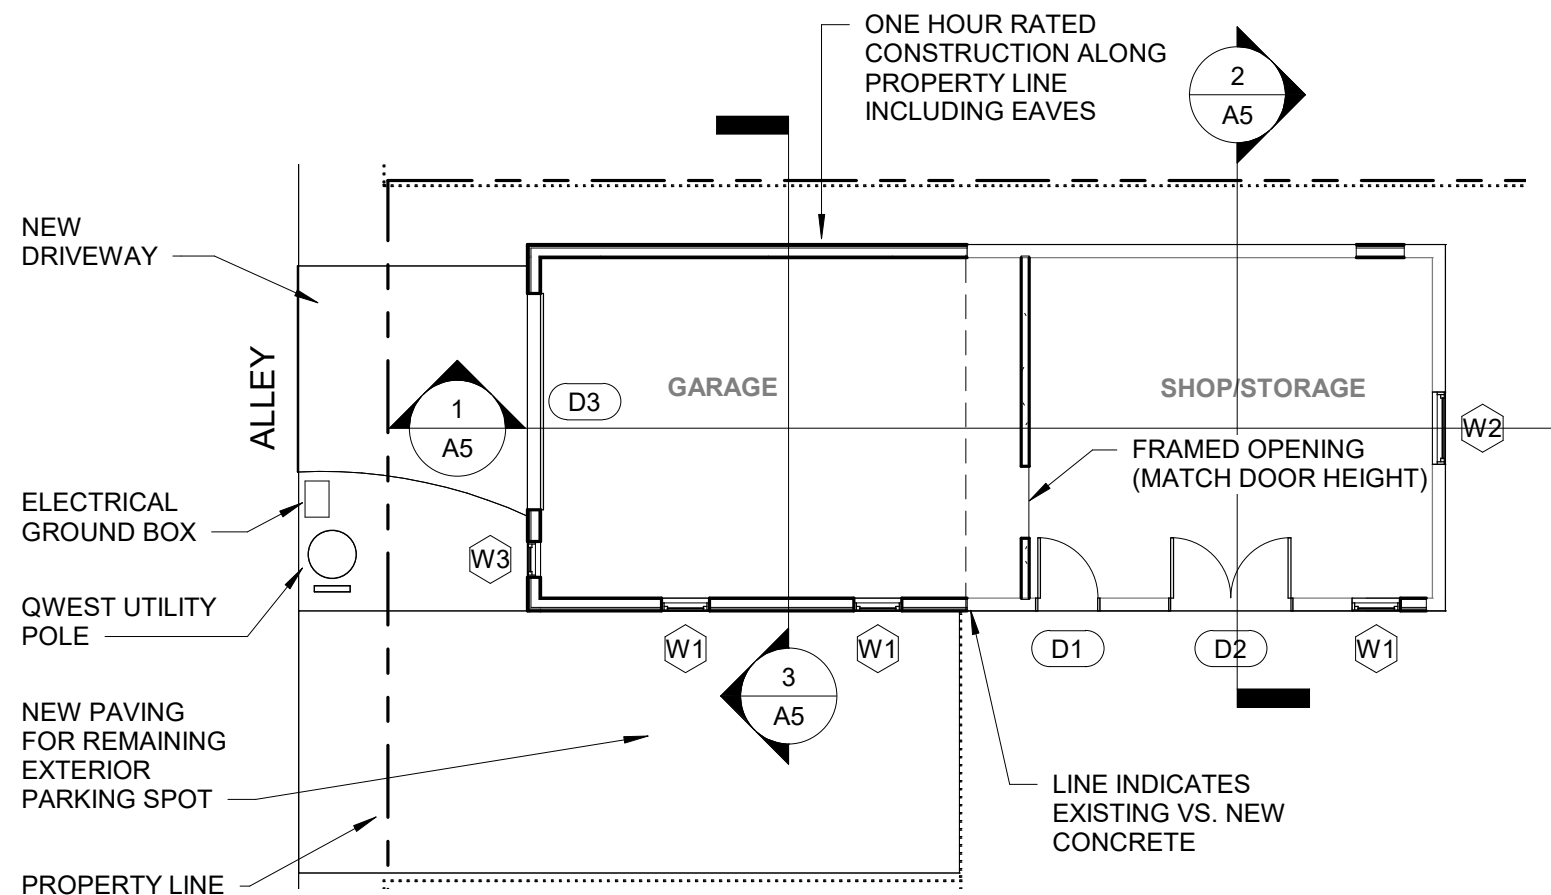 ONE HOUR RATED
CONSTRUCTION ALONG
PROPERTY LINE
INCLUDING EAVES
2
A5
NEW
DRIVEWAY
ALLEY
1
A5
D3
GARAGE
SHOP/STORAGE
W2
FRAMED OPENING
(MATCH DOOR HEIGHT)
ELECTRICAL
GROUND BOX
W3
QWEST UTILITY
POLE
W1
W1
D1
D2
W1
3
A5
NEW PAVING
FOR REMAINING
EXTERIOR
PARKING SPOT
LINE INDICATES
EXISTING VS. NEW
CONCRETE
PROPERTY LINE